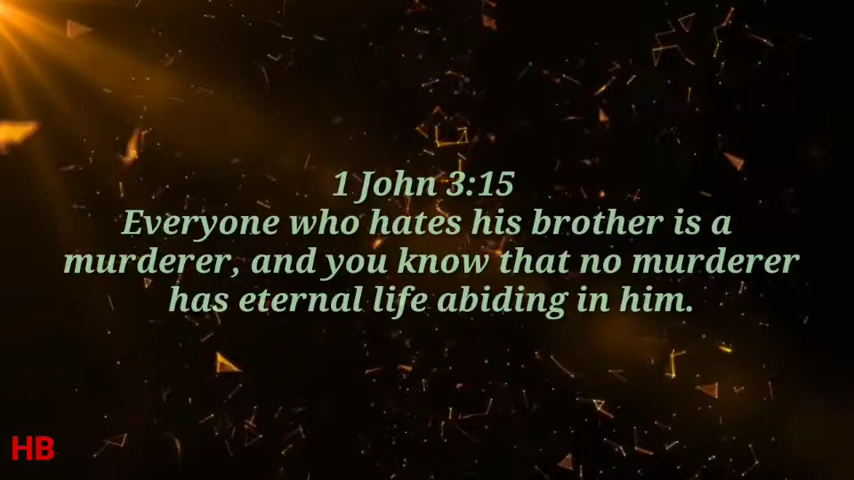 1 John 3:15
Everyone who hates his brother is a
murderer, and you know that no murderer
has eternal life abiding in him.
HB